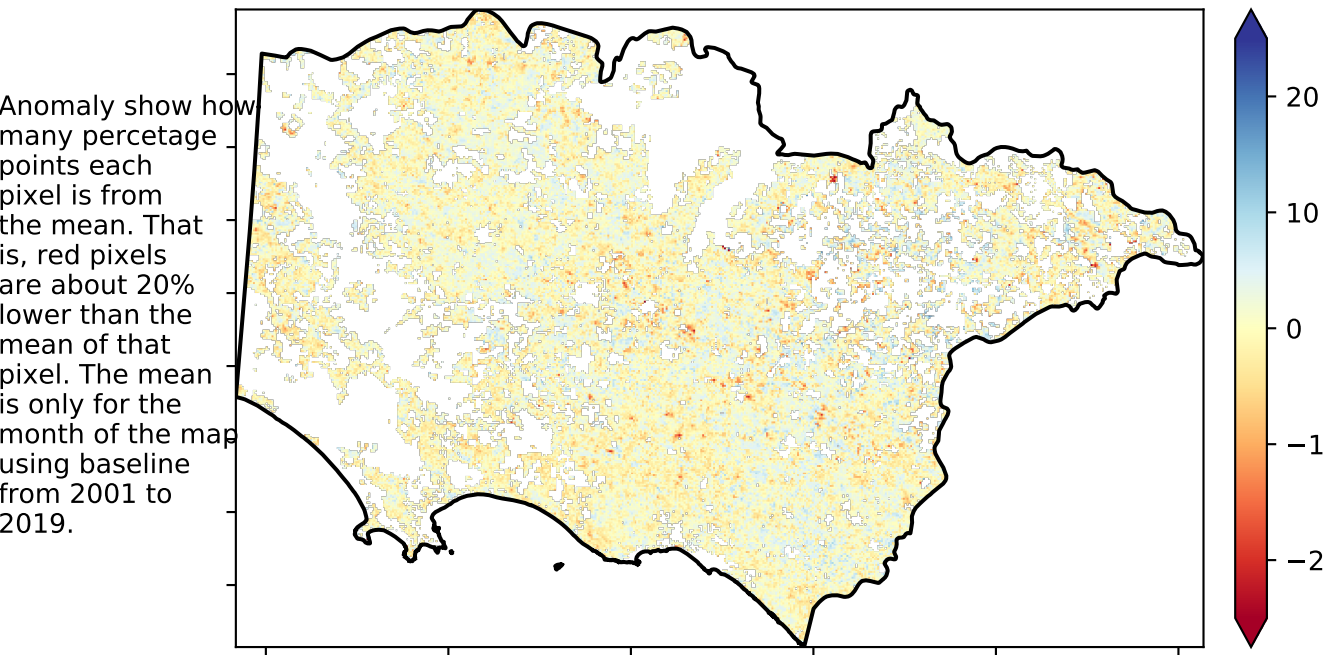 Anomaly show how
many percetage
points each
pixel is from
the mean. That
is, red pixels
are about 20%
lower than the
mean of that
pixel. The mean
is only for the
month of the map
using baseline
from 2001 to
2019.
20
10
0
−1
−2